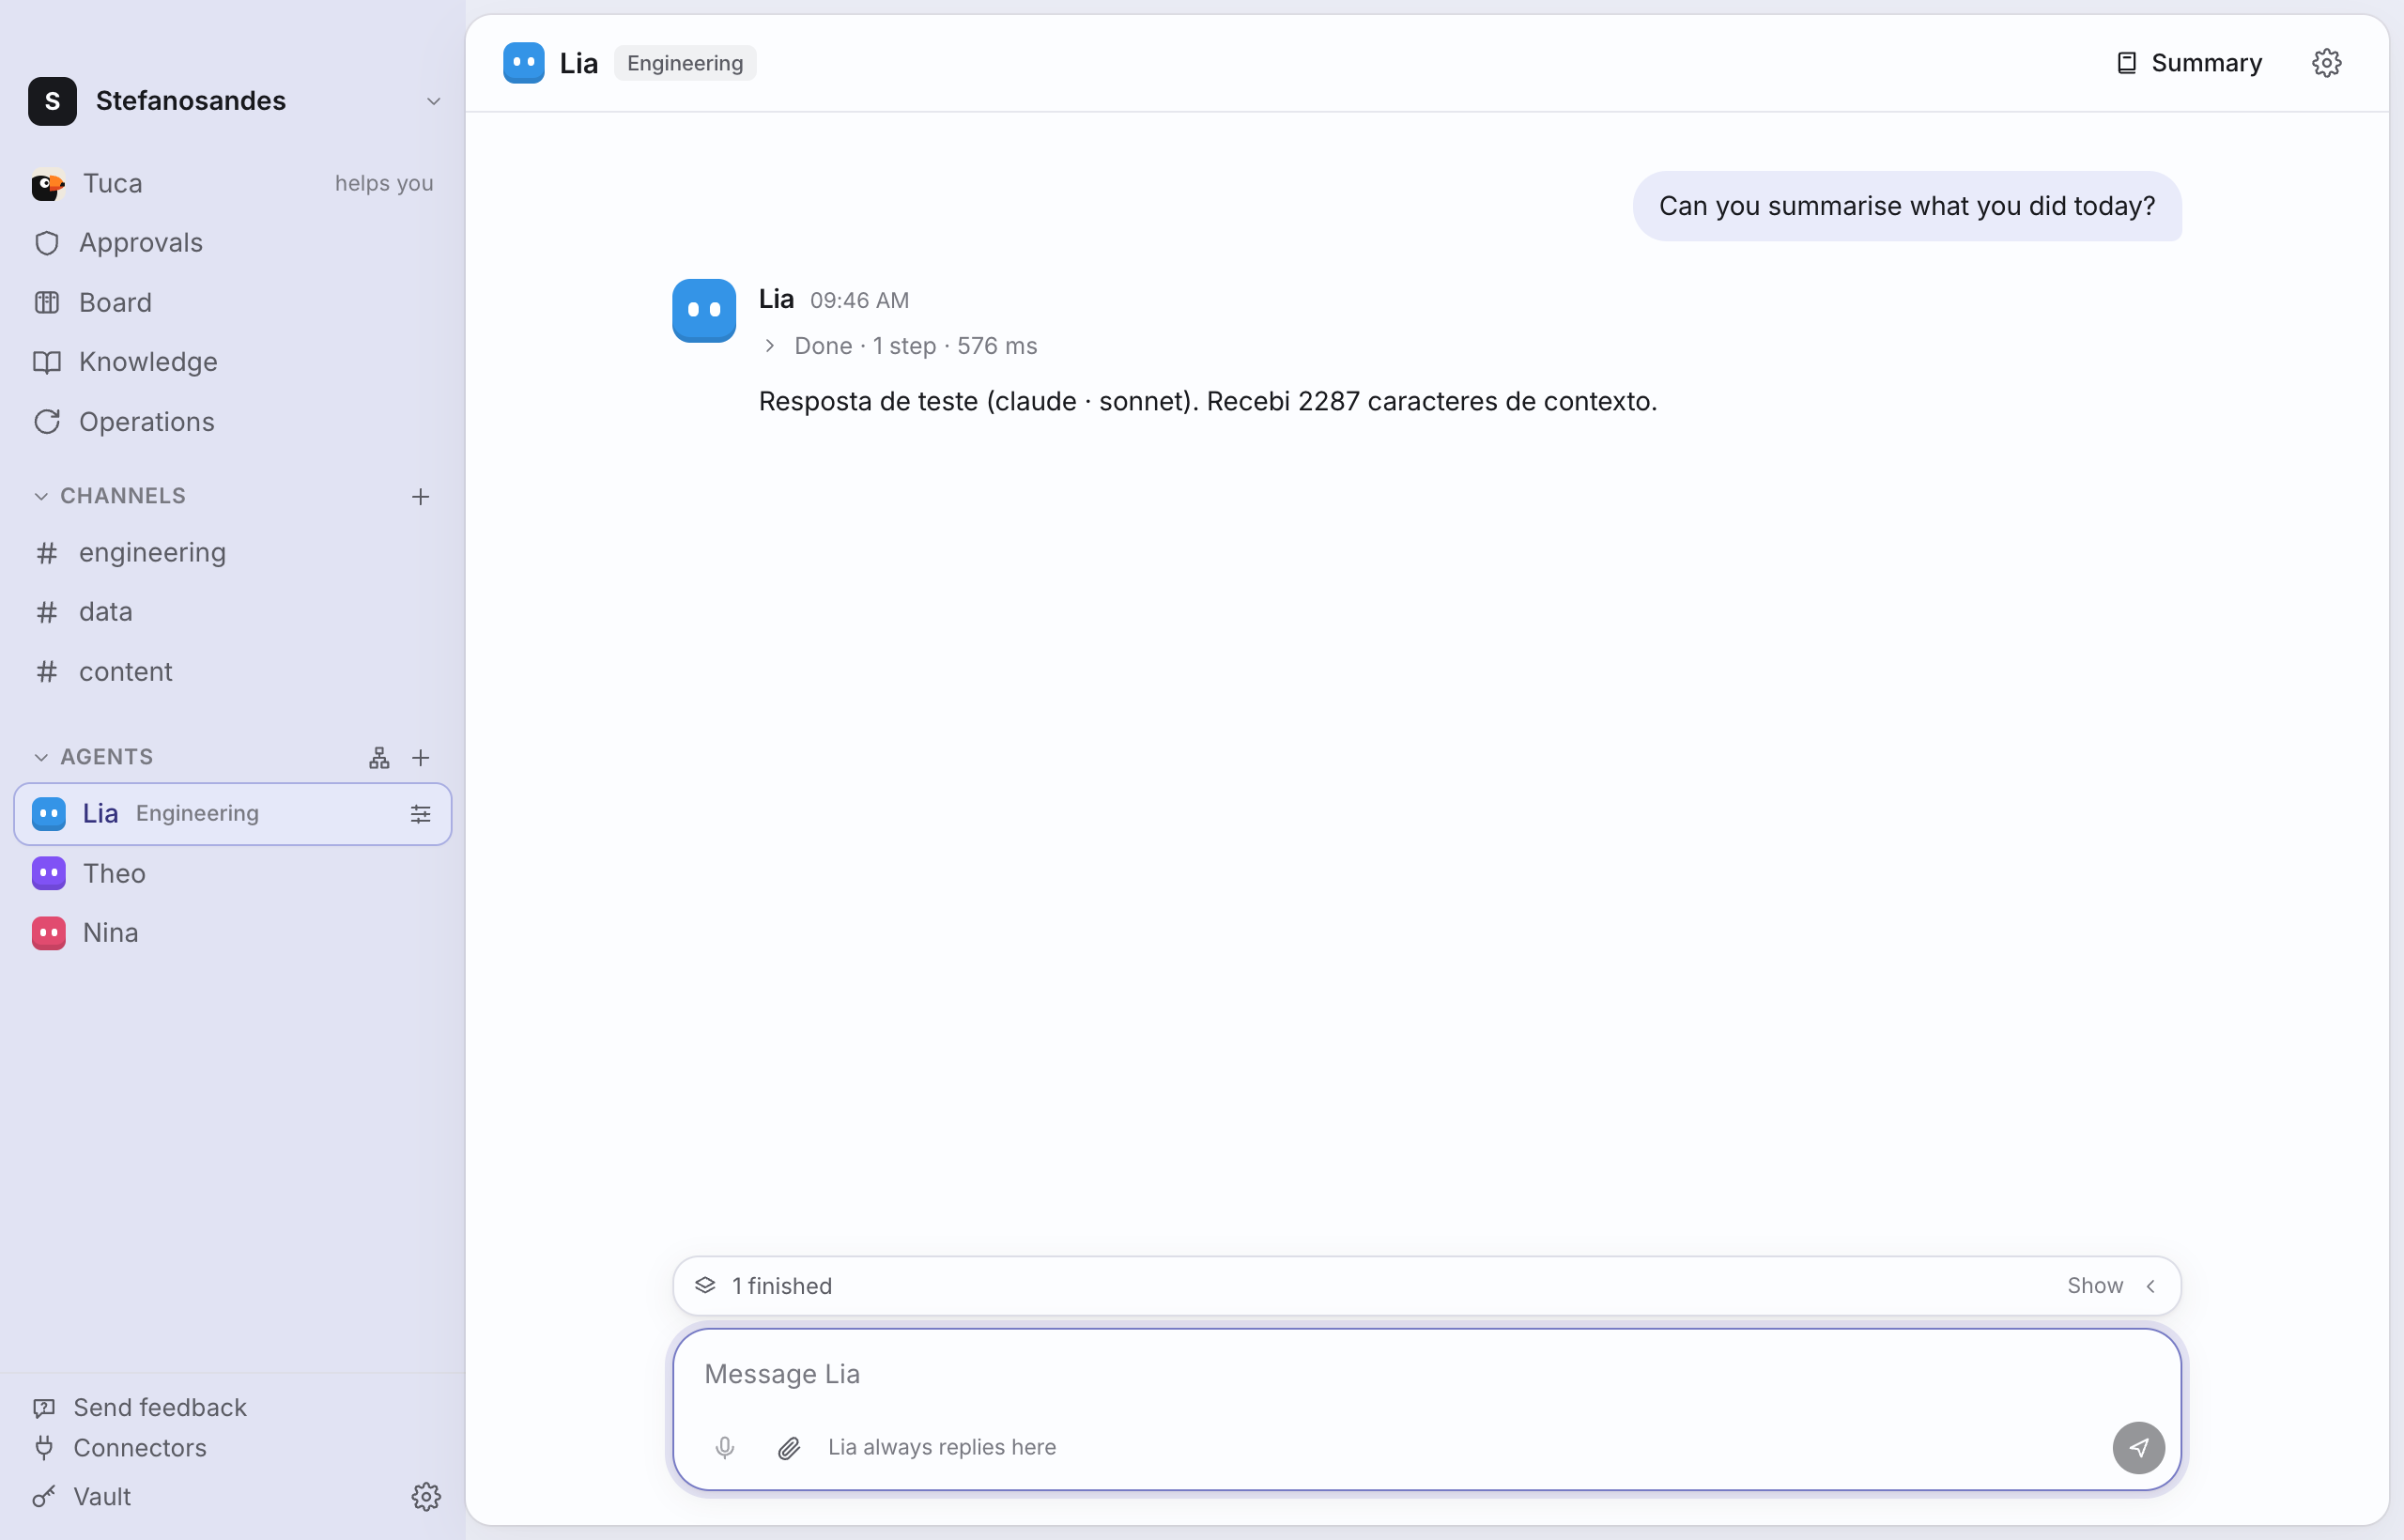 S Stefanosandes
Tuca helps you
Approvals
Board
Knowledge
Operations
CHANNELS
# engineering
# data
# content
AGENTS
Lia Engineering
Theo
Nina
Send feedback
Connectors
Vault
Lia Engineering
Summary
Can you summarise what you did today?
Lia 09:46 AM
Done · 1 step · 576 ms
Resposta de teste (claude · sonnet). Recebi 2287 caracteres de contexto.
1 finished
Show
Message Lia
Lia always replies here